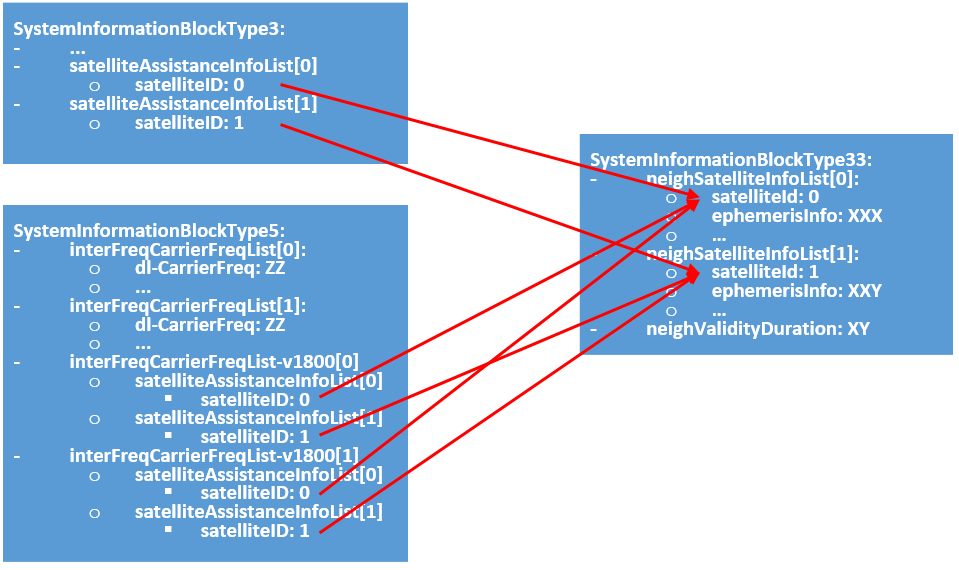 SystemInformationBlockType3:
- ...
- satelliteAssistanceInfoList[0]
o satelliteID: 0
- satelliteAssistanceInfoList[1]
o satelliteID: 1
SystemInformationBlockType5:
- interFreqCarrierFreqList[0]:
o dl-CarrierFreq: ZZ
o ...
- interFreqCarrierFreqList[1]:
o dl-CarrierFreq: ZZ
o ...
- interFreqCarrierFreqList-v1800[0]
o satelliteAssistanceInfoList[0]
▪ satelliteID: 0
o satelliteAssistanceInfoList[1]
▪ satelliteID: 1
- interFreqCarrierFreqList-v1800[1]
o satelliteAssistanceInfoList[0]
▪ satelliteID: 0
o satelliteAssistanceInfoList[1]
▪ satelliteID: 1
SystemInformationBlockType33:
- neighSatelliteInfoList[0]:
o satelliteId: 0
o ephemerisInfo: XXX
o ...
- neighSatelliteInfoList[1]:
o satelliteId: 1
o ephemerisInfo: XXY
o ...
- neighValidityDuration: XY